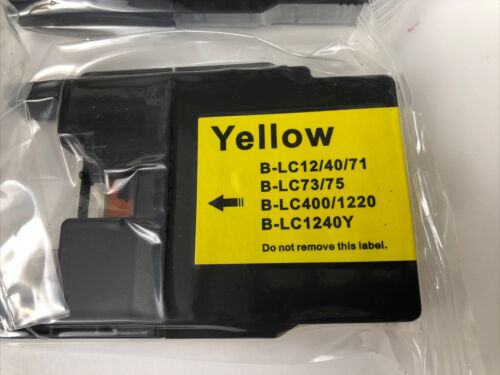 Yellow
B-LC12/40/71
B-LC73/75
B-LC400/1220
B-LC1240Y
Do not remove this label.